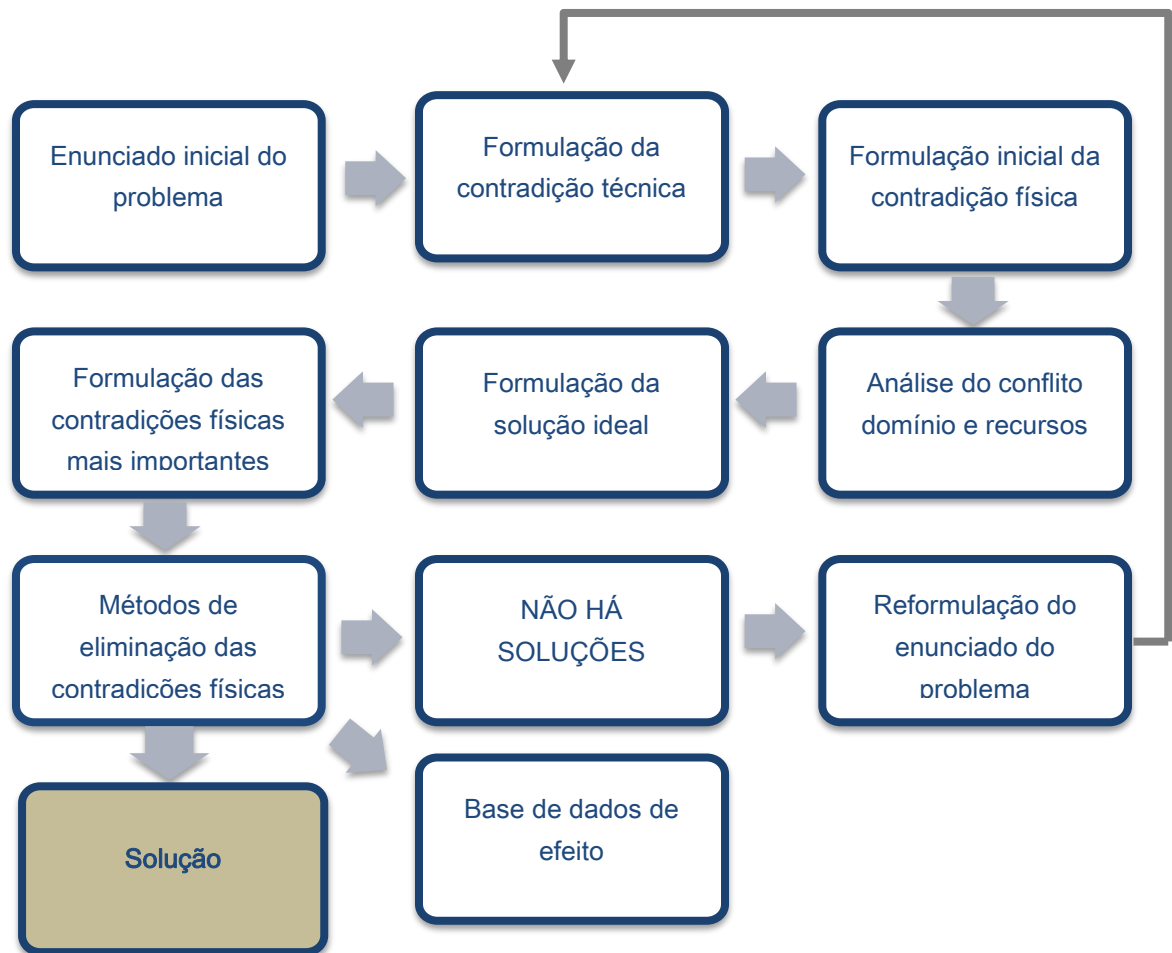 Enunciado inicial do
problema
Formulação da
contradição técnica
Formulação inicial da
contradição física
Formulação das
contradições físicas
mais importantes
Formulação da
solução ideal
Análise do conflito
domínio e recursos
Métodos de
eliminação das
contradições físicas
NÃO HÁ
SOLUÇÕES
Reformulação do
enunciado do
problema
Solução
Base de dados de
efeito